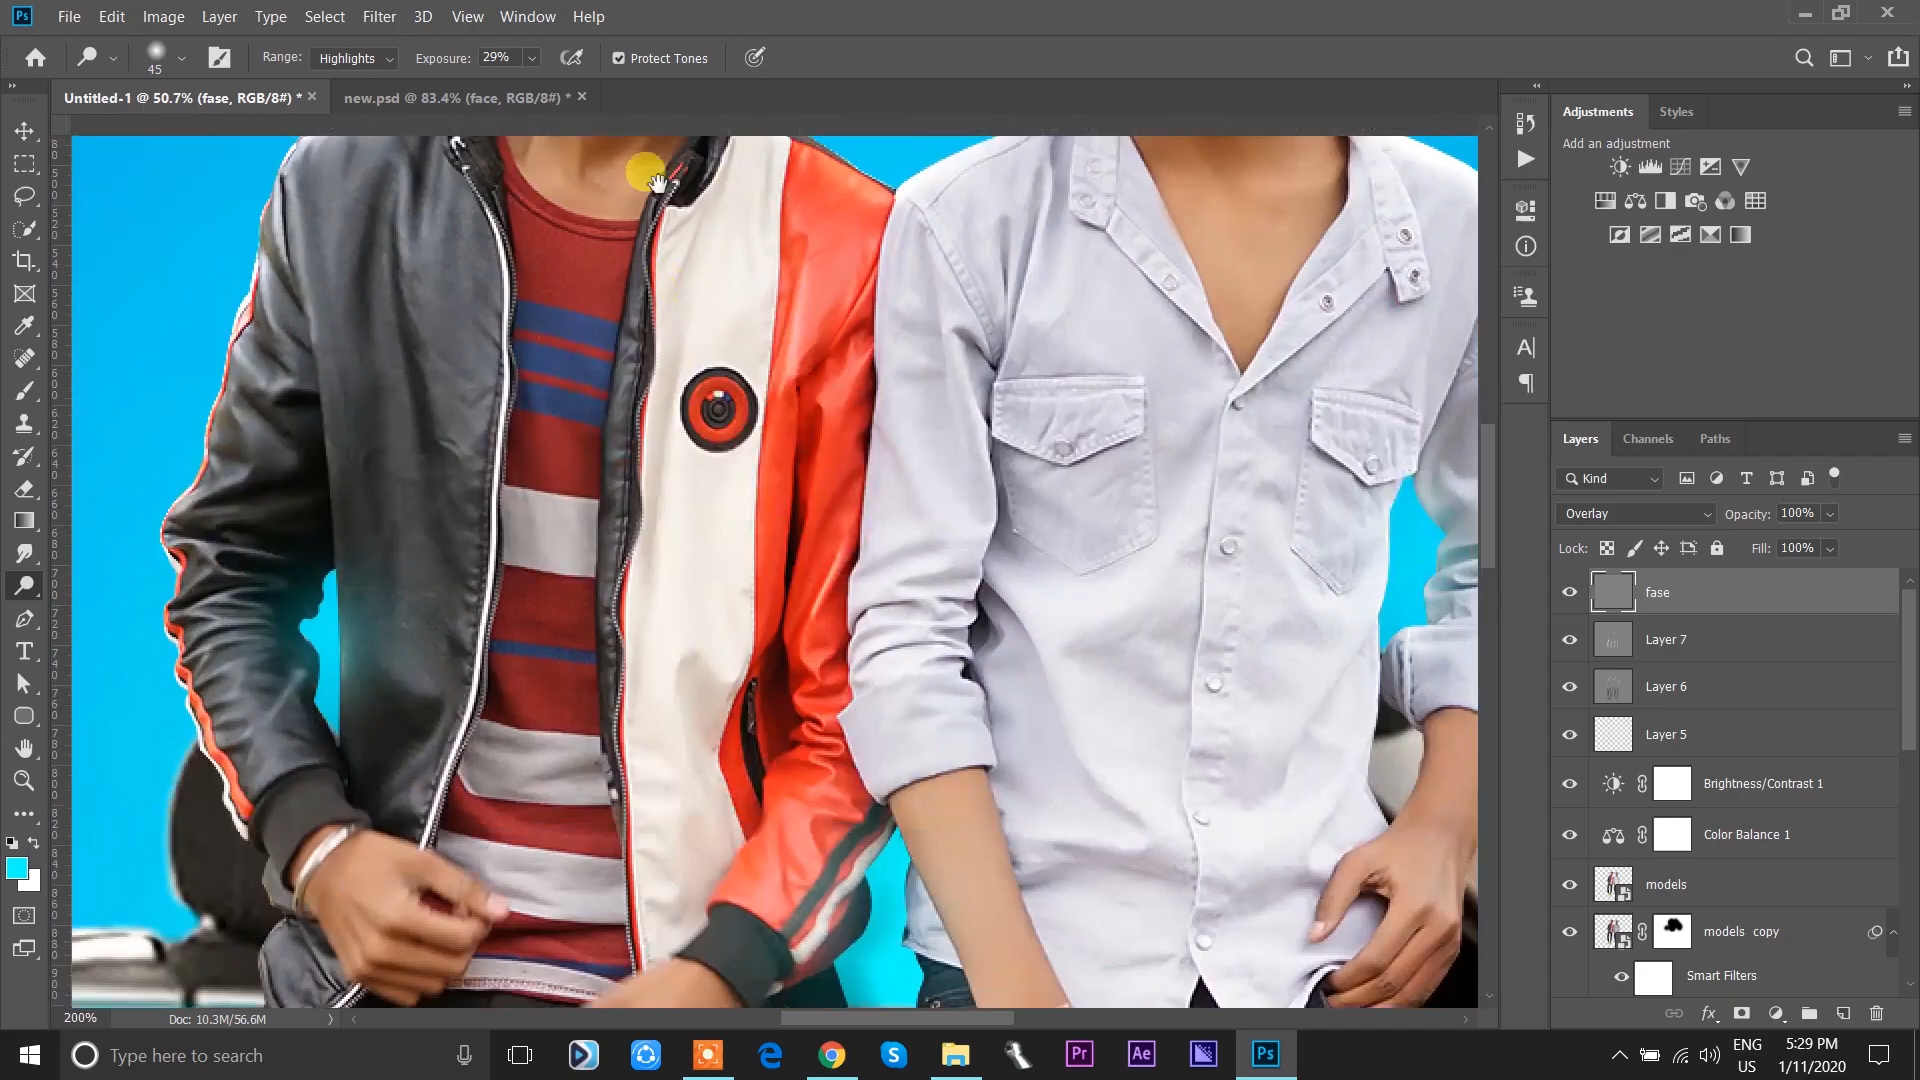 Ps File Edit Image Layer Type Select Filter 3D View Window Help
45 Range: Highlights Exposure: 29% Protect Tones
Untitled-1 @ 50.7% (fase, RGB/8#) * × new.psd @ 83.4% (face, RGB/8#) * ×
Adjustments Styles
Add an adjustment
Layers Channels Paths
Kind
Overlay Opacity: 100%
Lock: Fill: 100%
fase
Layer 7
Layer 6
Layer 5
Brightness/Contrast 1
Color Balance 1
models
models copy
Smart Filters
200% Doc: 10.3M/56.6M
Type here to search
Pr Ae Ps
ENG
US
5:29 PM
1/11/2020